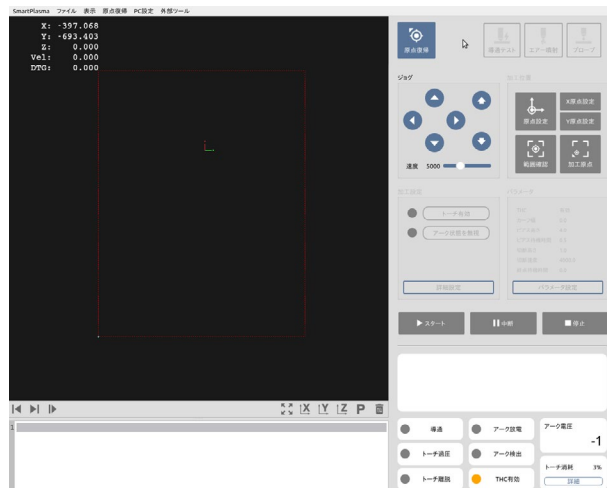 SmartPlasma ファイル 表示 原点復帰 PC設定 外部ツール
X: -397.068
Y: -693.403
Z: 0.000
Vel: 0.000
DTG: 0.000
原点復帰
導通テスト
エアー噴射
プローブ
ジョグ
加工位置
原点設定
X原点設定
Y原点設定
速度 5000
範囲確認
加工原点
加工設定
パラメータ
トーチ有効
アーク状態を無視
THC
詳細設定
パラメータ設定
スタート
中断
停止
X Y Z P
1
導通
アーク放電
アーク電圧
-1
トーチ過圧
アーク検出
トーチ離脱
THC有効
トーチ消耗 3%
詳細